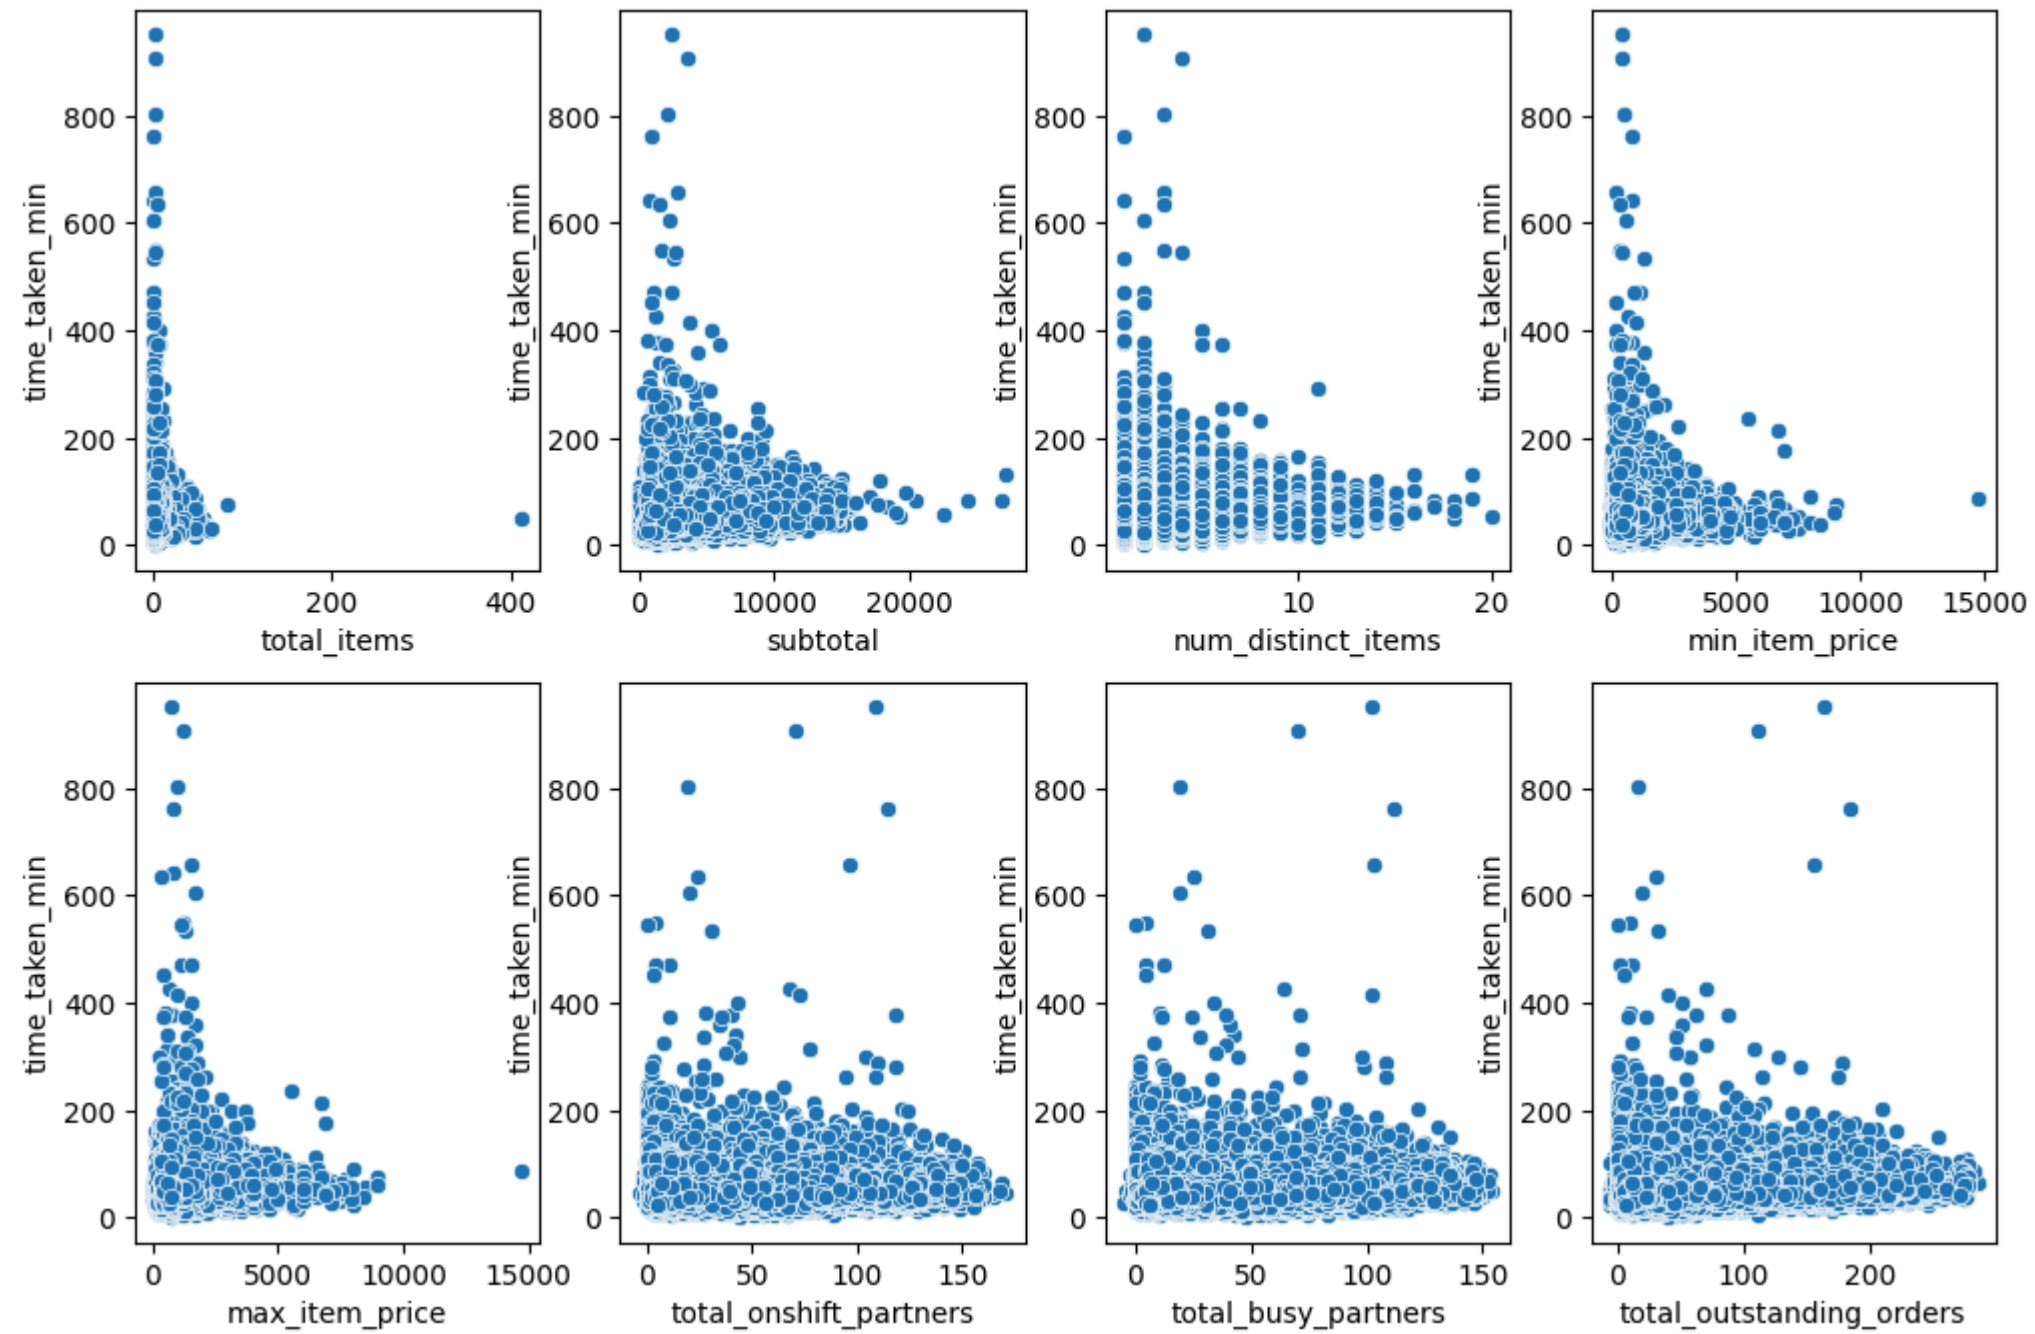 time_taken_min
800
600
400
200
0
0 200 400
total_items
time_taken_min
800
600
400
200
0
0 10000 20000
subtotal
time_taken_min
800
600
400
200
0
10 20
num_distinct_items
time_taken_min
800
600
400
200
0
0 5000 10000 15000
min_item_price
time_taken_min
800
600
400
200
0
0 5000 10000 15000
max_item_price
time_taken_min
800
600
400
200
0
0 50 100 150
total_onshift_partners
time_taken_min
800
600
400
200
0
0 50 100 150
total_busy_partners
time_taken_min
800
600
400
200
0
0 100 200
total_outstanding_orders